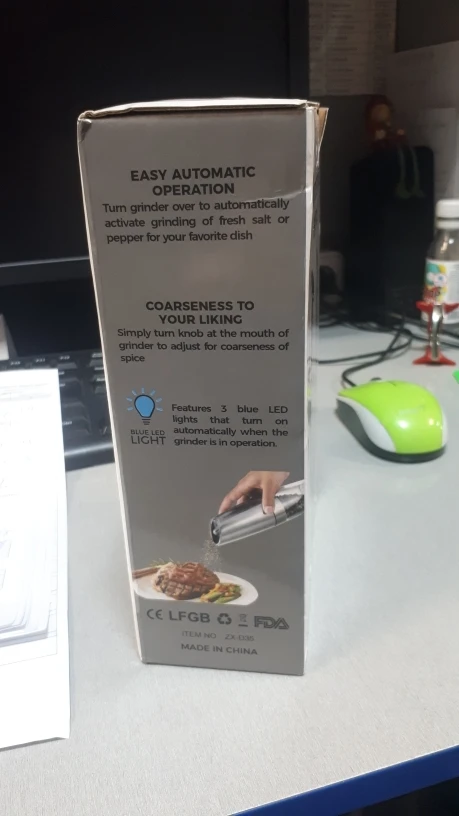 EASY AUTOMATIC
OPERATION
Turn grinder over to automatically
activate grinding of fresh salt or
pepper for your favorite dish
COARSENESS TO
YOUR LIKING
Simply turn knob at the mouth of
grinder to adjust for coarseness of
spice
BLUE LED
LIGHT
Features 3 blue LED
lights that turn on
automatically when the
grinder is in operation.
CE LFGB FDA
ITEM NO.
MADE IN CHINA